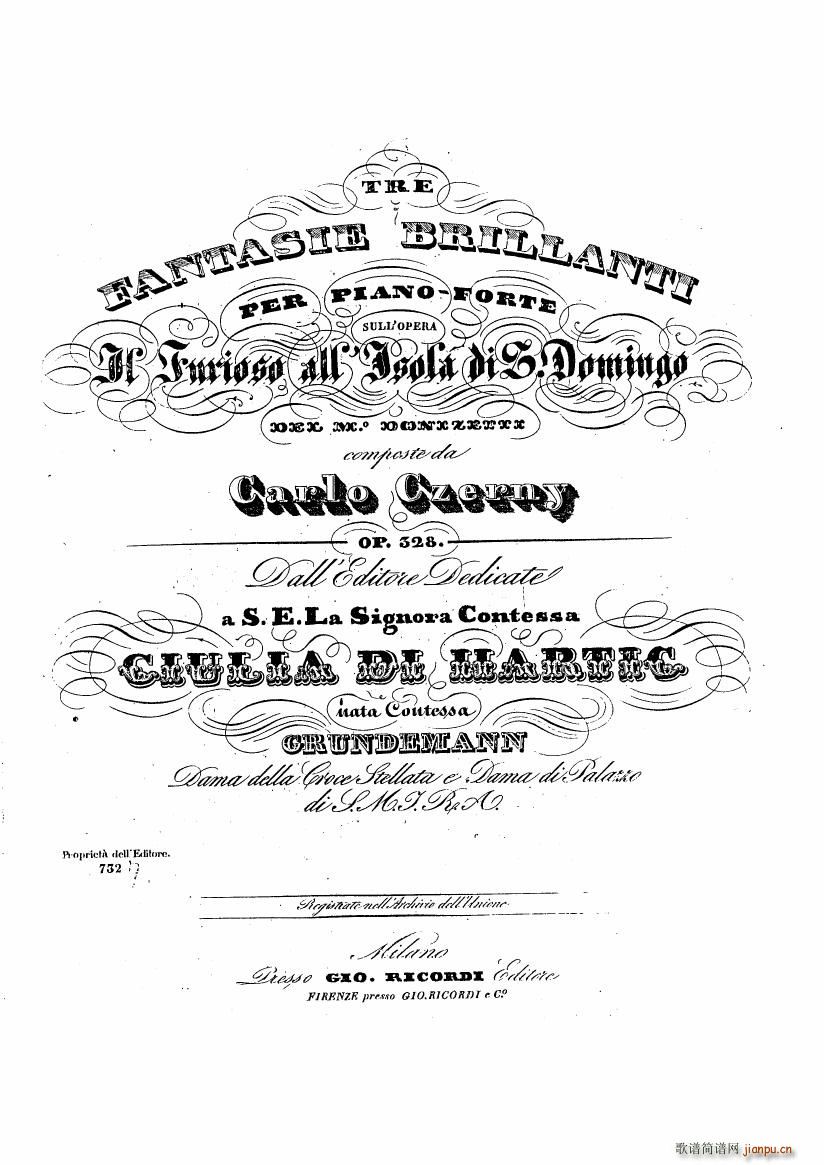 TRE
FANTASIE BRILLANTI
PER PIANO-FORTE
SULL'OPERA
Il Furioso all'Isola di S. Domingo
DEL M.º DONIZETTI
composte da
Carlo Czerny
OP. 328.
Dall'Editore Dedicate
a S. E. La Signora Contessa
GIULIA DI HARTIG
nata Contessa
GRUNDEMANN
Dama della Croce Stellata e Dama di Palazzo
di S. M. I. R. A.
Proprietà dell'Editore.
732
Registrato nell'Archivio dell'Unione
Milano
Presso GIO. RICORDI Editore
FIRENZE presso GIO. RICORDI e Cº
歌谱简谱网 jianpu.cn